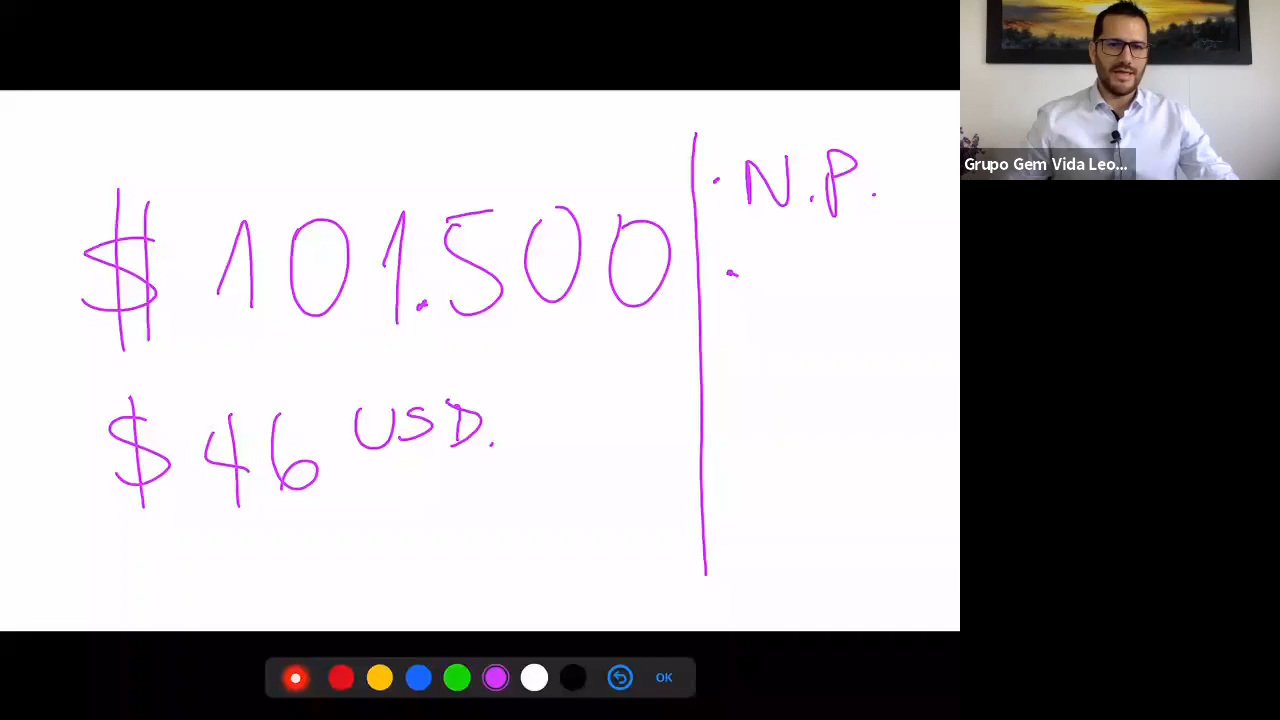 $ 101.500
$ 46 USD.
· N.P.
·
Grupo Gem Vida Leo...
OK